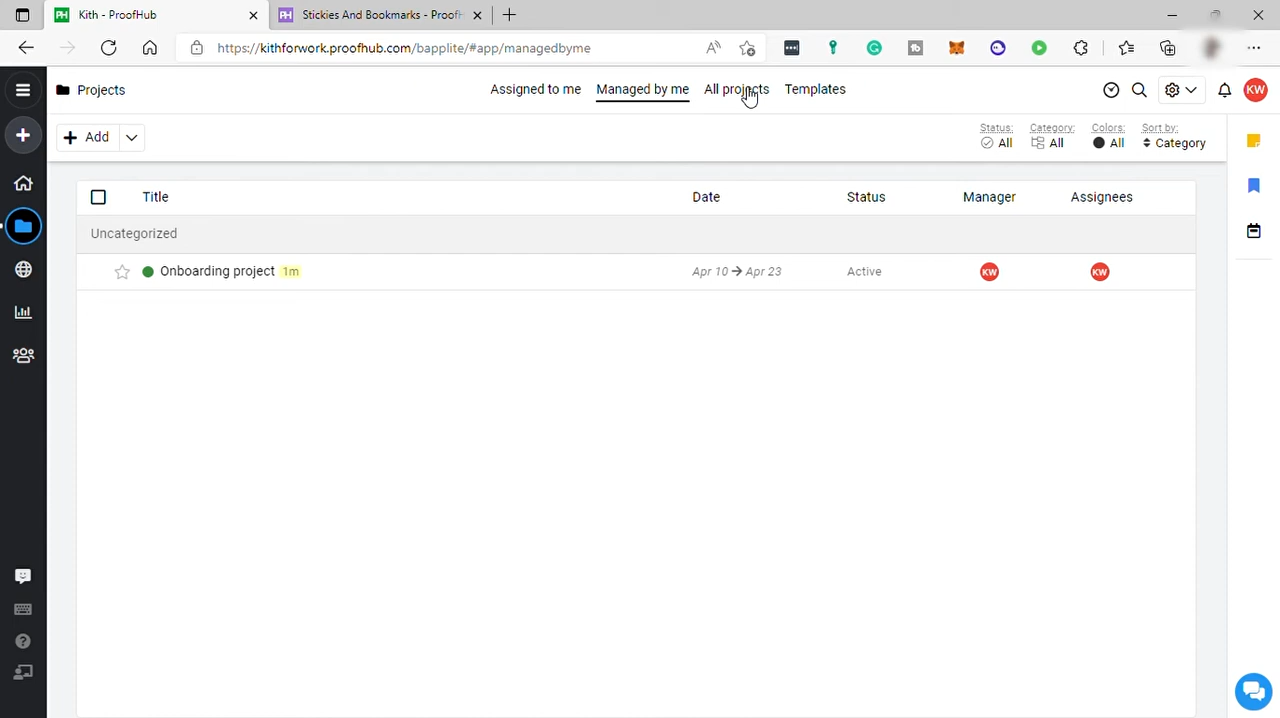 Kith - ProofHub
Stickies And Bookmarks - ProofH
https://kithforwork.proofhub.com/bapplite/#app/managedbyme
Projects
Assigned to me
Managed by me
All projects
Templates
KW
Add
Status:
All
Category:
All
Colors:
All
Sort by:
Category
Title
Date
Status
Manager
Assignees
Uncategorized
Onboarding project 1m
Apr 10 → Apr 23
Active
KW
KW